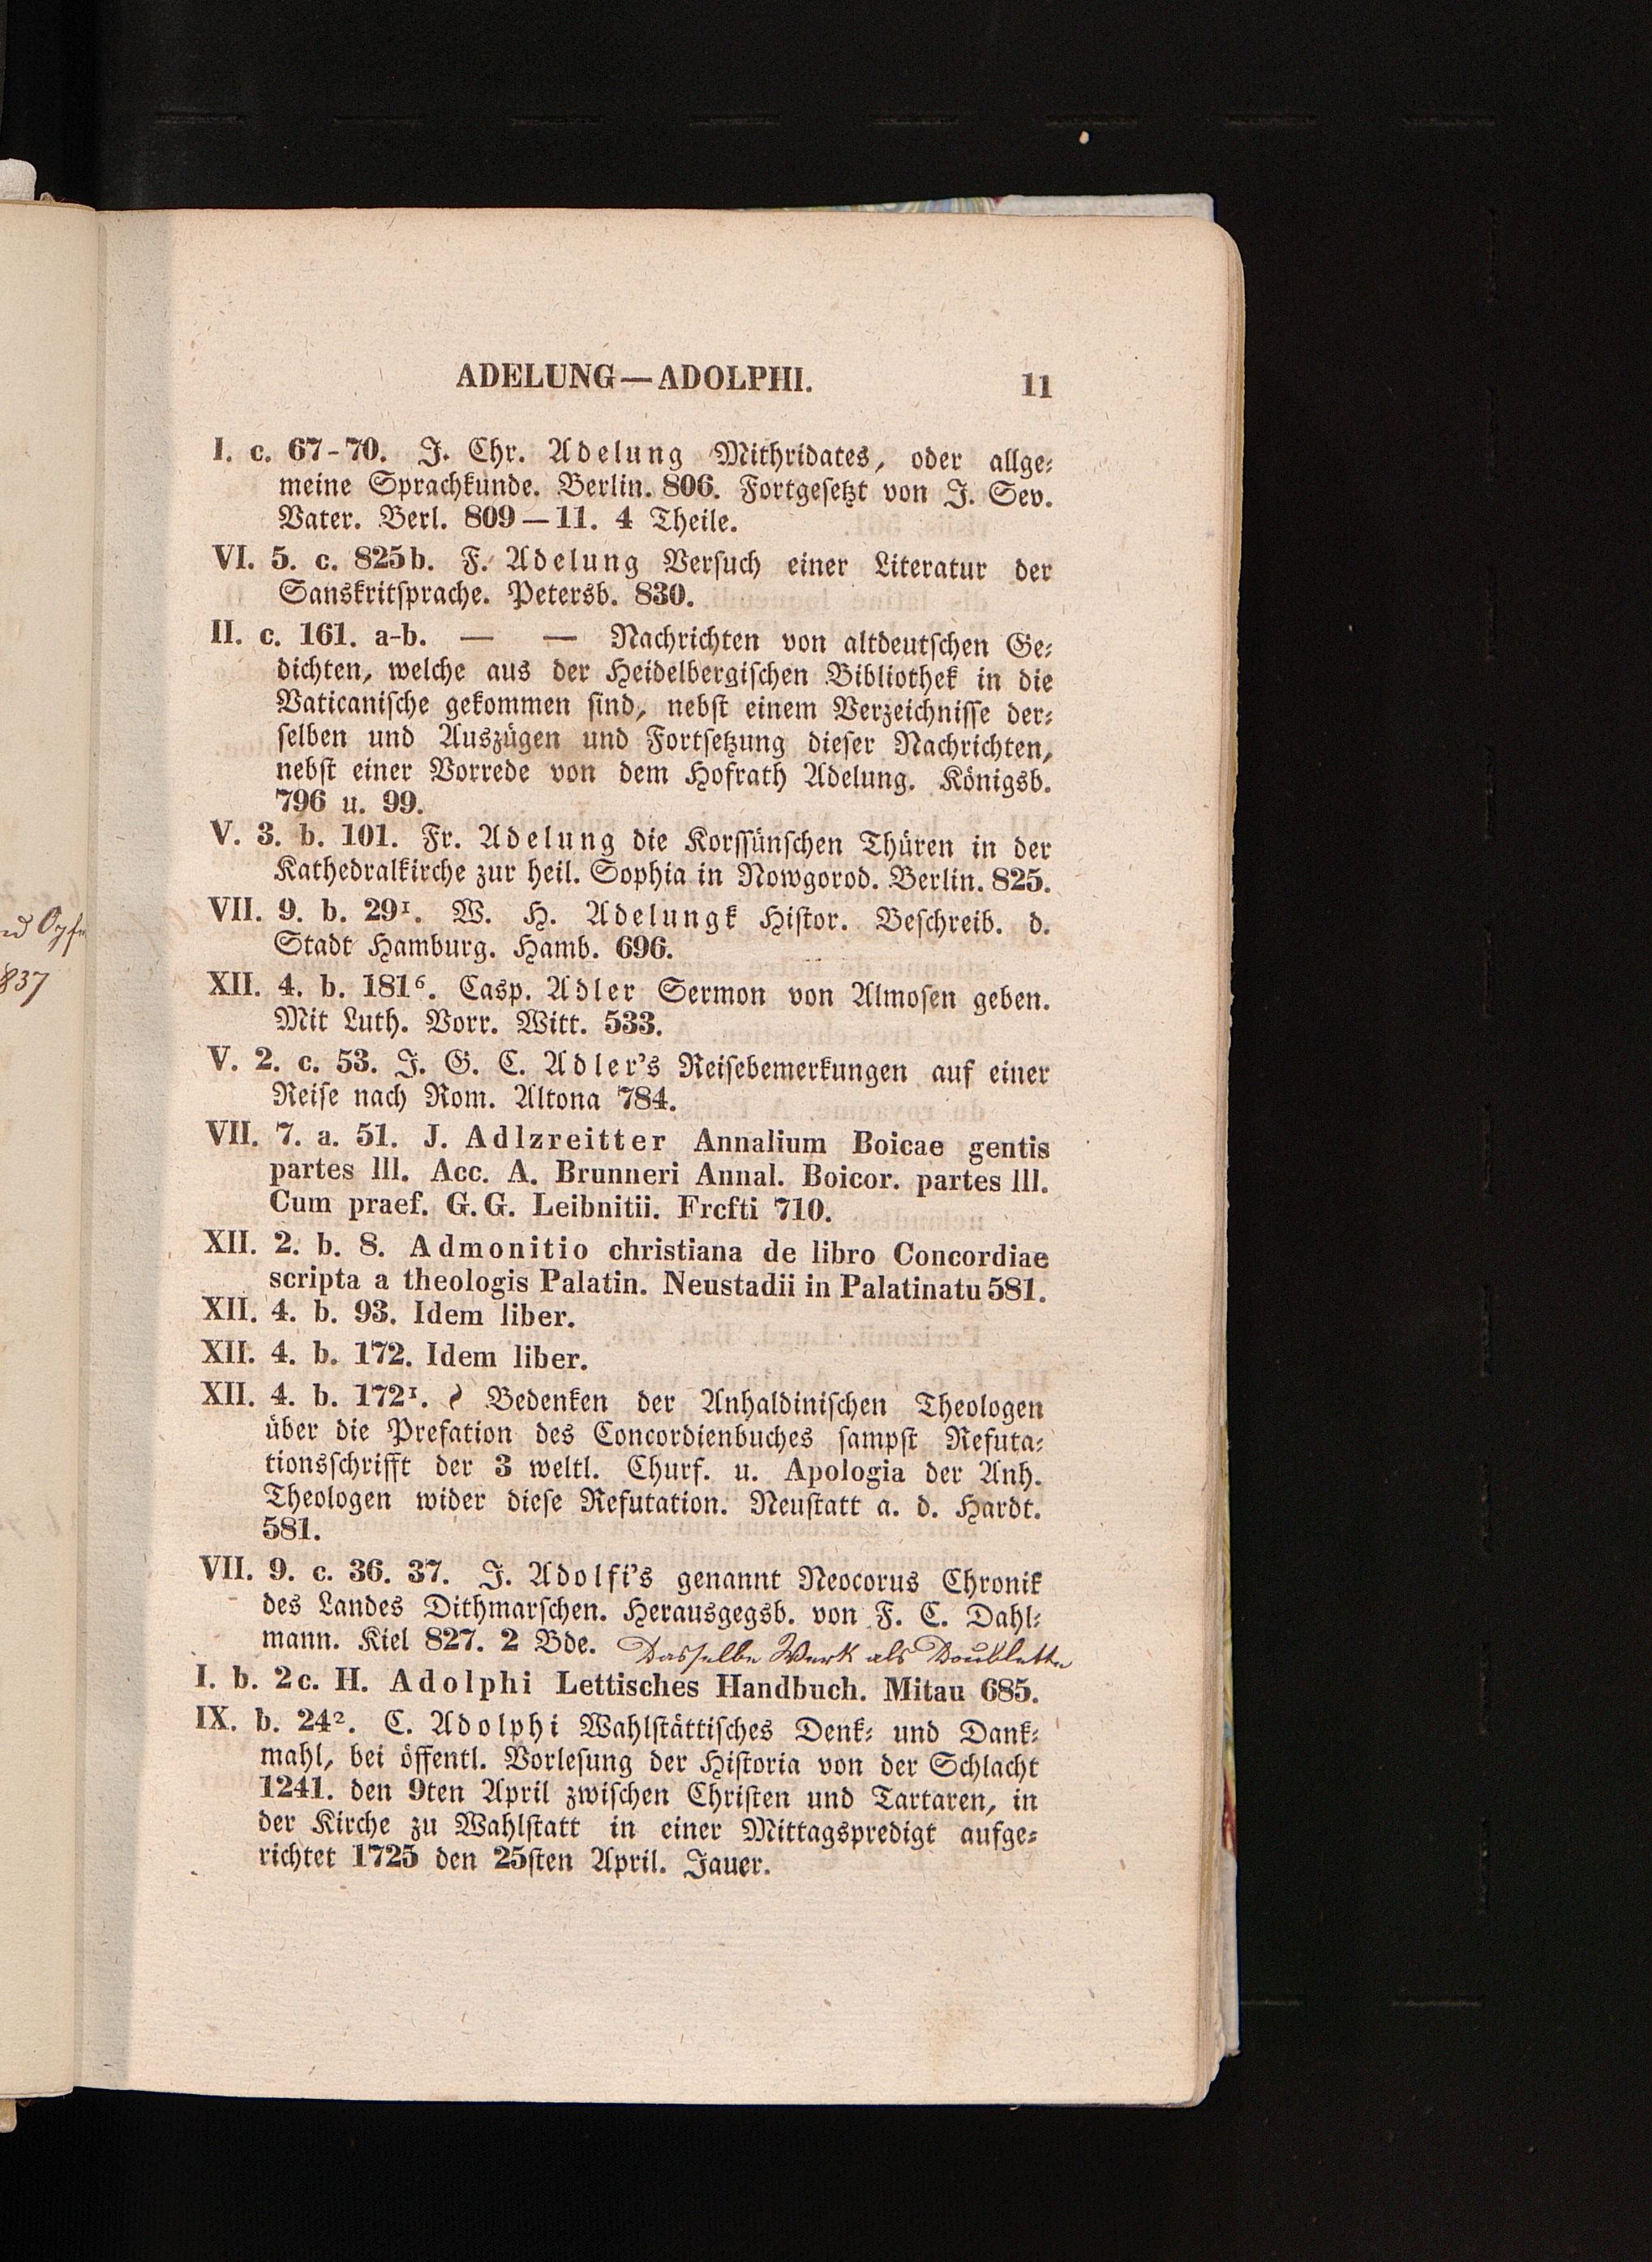 ADELUNG—ADOLPHI. 11
I. c. 67-70. J. Chr. Adelung Mithridates, oder allge-
meine Sprachkunde. Berlin. 806. Fortgesetzt von J. Sev.
Vater. Berl. 809—11. 4 Theile.
VI. 5. c. 825b. F. Adelung Versuch einer Literatur der
Sanskritsprache. Petersb. 830.
II. c. 161. a-b. — — Nachrichten von altdeutschen Ge-
dichten, welche aus der Heidelbergischen Bibliothek in die
Vaticanische gekommen sind, nebst einem Verzeichnisse der-
selben und Auszügen und Fortsetzung dieser Nachrichten,
nebst einer Vorrede von dem Hofrath Adelung. Königsb.
796 u. 99.
V. 3. b. 101. Fr. Adelung die Korssünschen Thüren in der
Kathedralkirche zur heil. Sophia in Nowgorod. Berlin. 825.
VII. 9. b. 29¹. W. H. Adelungk Histor. Beschreib. d.
Stadt Hamburg. Hamb. 696.
XII. 4. b. 181⁶. Casp. Adler Sermon von Almosen geben.
Mit Luth. Vorr. Witt. 533.
V. 2. c. 53. J. G. C. Adler's Reisebemerkungen auf einer
Reise nach Rom. Altona 784.
VII. 7. a. 51. J. Adlzreitter Annalium Boicae gentis
partes III. Acc. A. Brunneri Annal. Boicor. partes III.
Cum praef. G. G. Leibnitii. Frcfti 710.
XII. 2. b. 8. Admonitio christiana de libro Concordiae
scripta a theologis Palatin. Neustadii in Palatinatu 581.
XII. 4. b. 93. Idem liber.
XII. 4. b. 172. Idem liber.
XII. 4. b. 172¹. Bedenken der Anhaldinischen Theologen
über die Prefation des Concordienbuches sampst Refuta-
tionsschrifft der 3 weltl. Churf. u. Apologia der Anh.
Theologen wider diese Refutation. Neustatt a. d. Hardt.
581.
VII. 9. c. 36. 37. J. Adolfi's genannt Neocorus Chronik
des Landes Dithmarschen. Herausgegsb. von F. C. Dahl-
mann. Kiel 827. 2 Bde. Dasselbe Werk als Doublette
I. b. 2c. H. Adolphi Lettisches Handbuch. Mitau 685.
IX. b. 24². C. Adolphi Wahlstättisches Denk- und Dank-
mahl, bei öffentl. Vorlesung der Historia von der Schlacht
1241. den 9ten April zwischen Christen und Tartaren, in
der Kirche zu Wahlstatt in einer Mittagspredigt aufge-
richtet 1725 den 25sten April. Jauer.
837